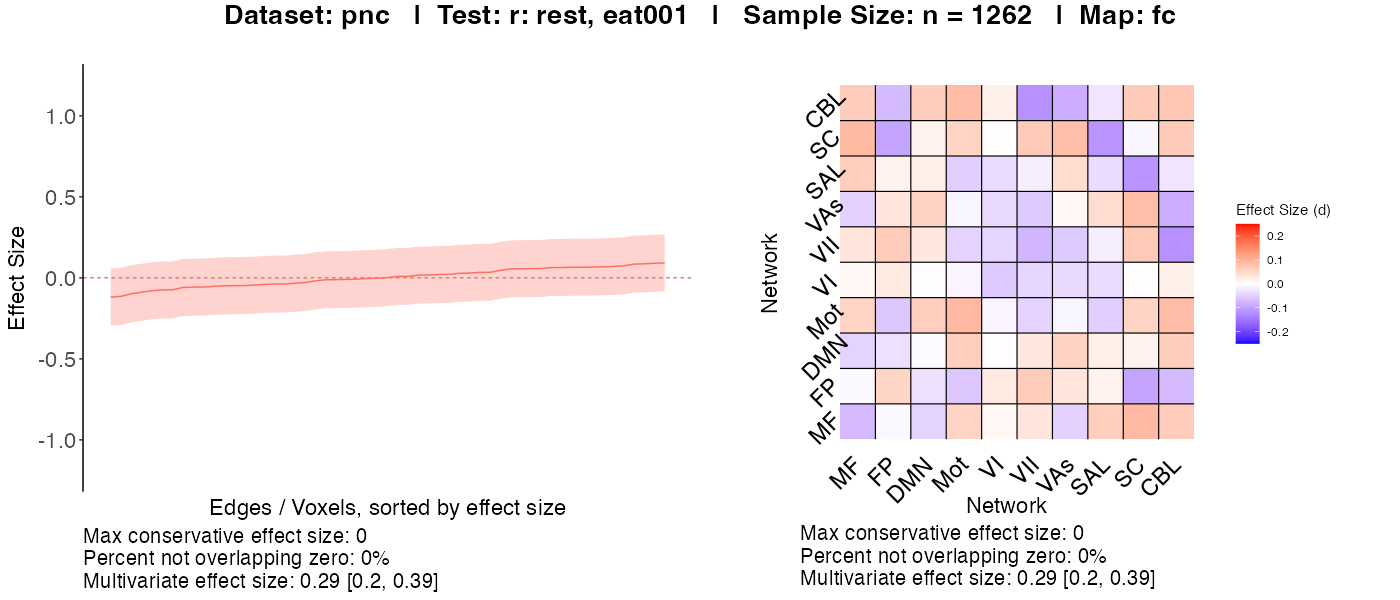 Dataset: pnc | Test: r: rest, eat001 | Sample Size: n = 1262 | Map: fc
Effect Size
1.0
0.5
0.0
-0.5
-1.0
Edges / Voxels, sorted by effect size
Max conservative effect size: 0
Percent not overlapping zero: 0%
Multivariate effect size: 0.29 [0.2, 0.39]
Network
CBL
SC
SAL
VAs
VII
VI
Mot
DMN
FP
MF
MF
FP
DMN
Mot
VI
VII
VAs
SAL
SC
CBL
Network
Max conservative effect size: 0
Percent not overlapping zero: 0%
Multivariate effect size: 0.29 [0.2, 0.39]
Effect Size (d)
0.2
0.1
0.0
-0.1
-0.2